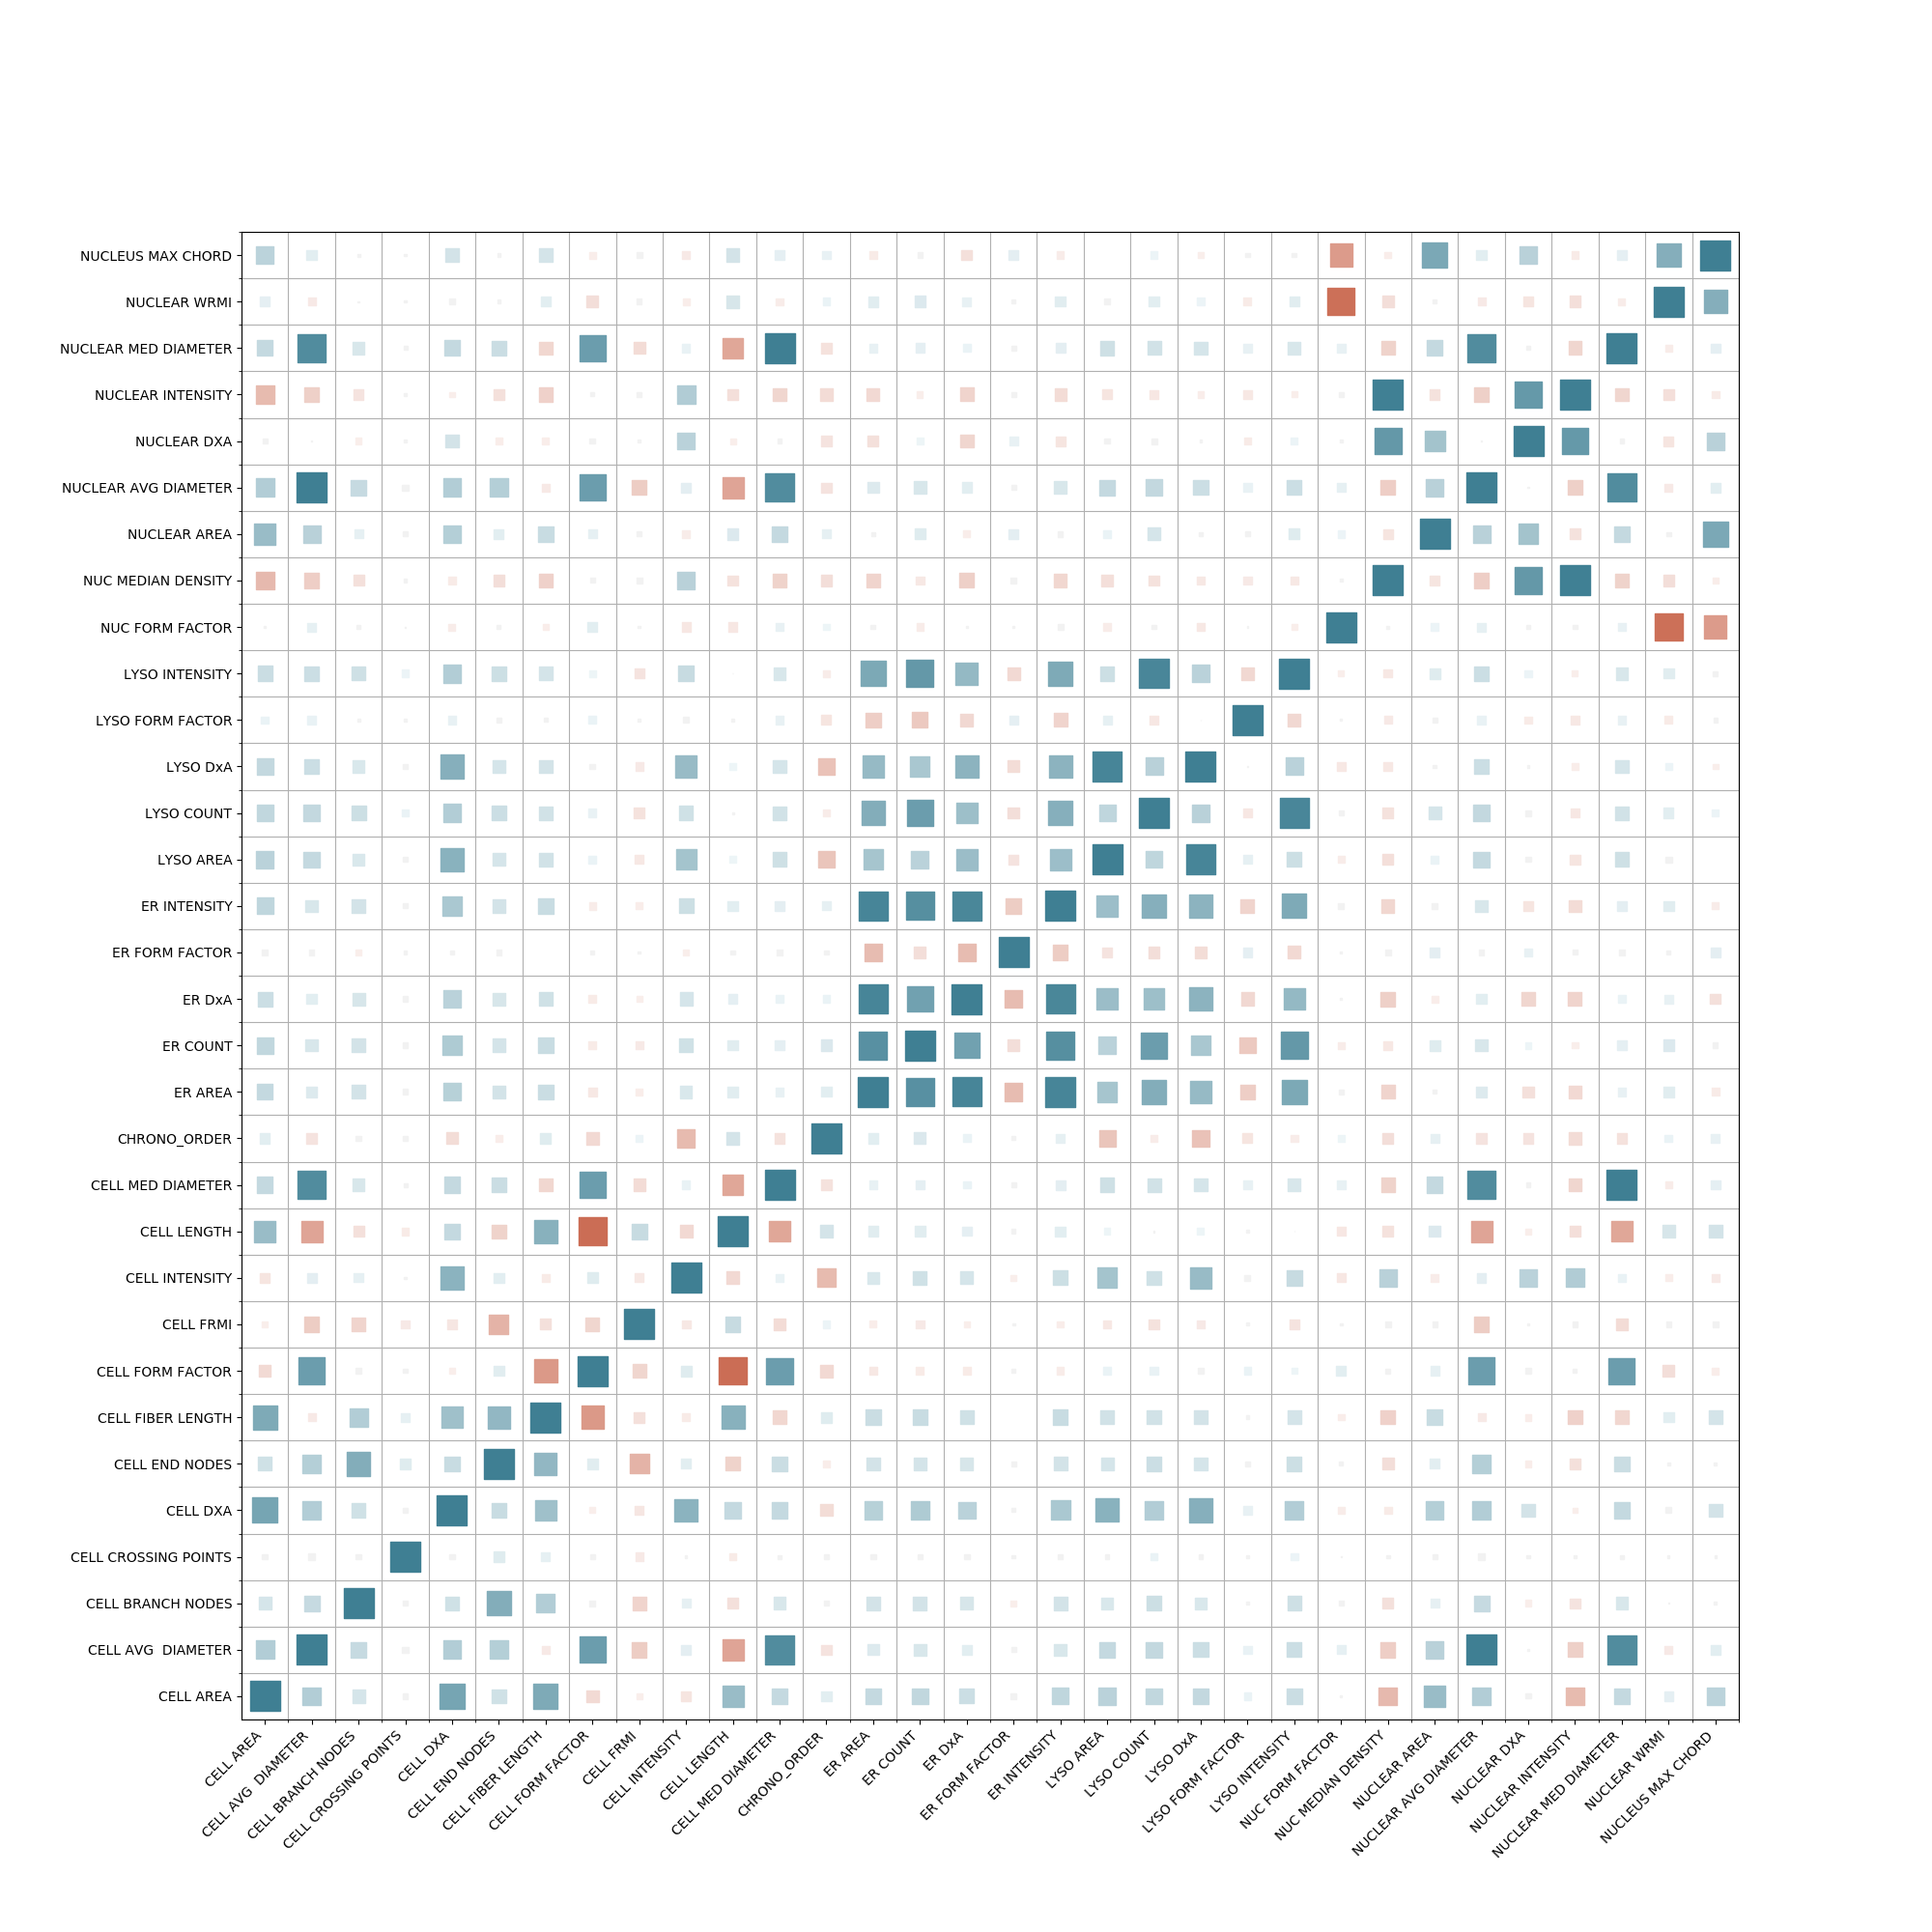 NUCLEUS MAX CHORD
NUCLEAR WRMI
NUCLEAR MED DIAMETER
NUCLEAR INTENSITY
NUCLEAR DXA
NUCLEAR AVG DIAMETER
NUCLEAR AREA
NUC MEDIAN DENSITY
NUC FORM FACTOR
LYSO INTENSITY
LYSO FORM FACTOR
LYSO DxA
LYSO COUNT
LYSO AREA
ER INTENSITY
ER FORM FACTOR
ER DxA
ER COUNT
ER AREA
CHRONO_ORDER
CELL MED DIAMETER
CELL LENGTH
CELL INTENSITY
CELL FRMI
CELL FORM FACTOR
CELL FIBER LENGTH
CELL END NODES
CELL DXA
CELL CROSSING POINTS
CELL BRANCH NODES
CELL AVG  DIAMETER
CELL AREA
CELL AREA
CELL AVG  DIAMETER
CELL BRANCH NODES
CELL CROSSING POINTS
CELL DXA
CELL END NODES
CELL FIBER LENGTH
CELL FORM FACTOR
CELL FRMI
CELL INTENSITY
CELL LENGTH
CELL MED DIAMETER
CHRONO_ORDER
ER AREA
ER COUNT
ER DxA
ER FORM FACTOR
ER INTENSITY
LYSO AREA
LYSO COUNT
LYSO DxA
LYSO FORM FACTOR
LYSO INTENSITY
NUC FORM FACTOR
NUC MEDIAN DENSITY
NUCLEAR AREA
NUCLEAR AVG DIAMETER
NUCLEAR DXA
NUCLEAR INTENSITY
NUCLEAR MED DIAMETER
NUCLEAR WRMI
NUCLEUS MAX CHORD